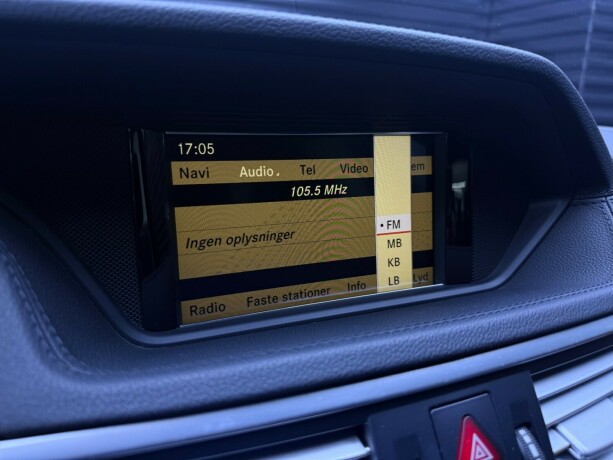 17:05
Navi Audio Tel Video em
105.5 MHz
Ingen oplysninger
• FM
MB
KB
LB
Radio Faste stationer Info Lyd